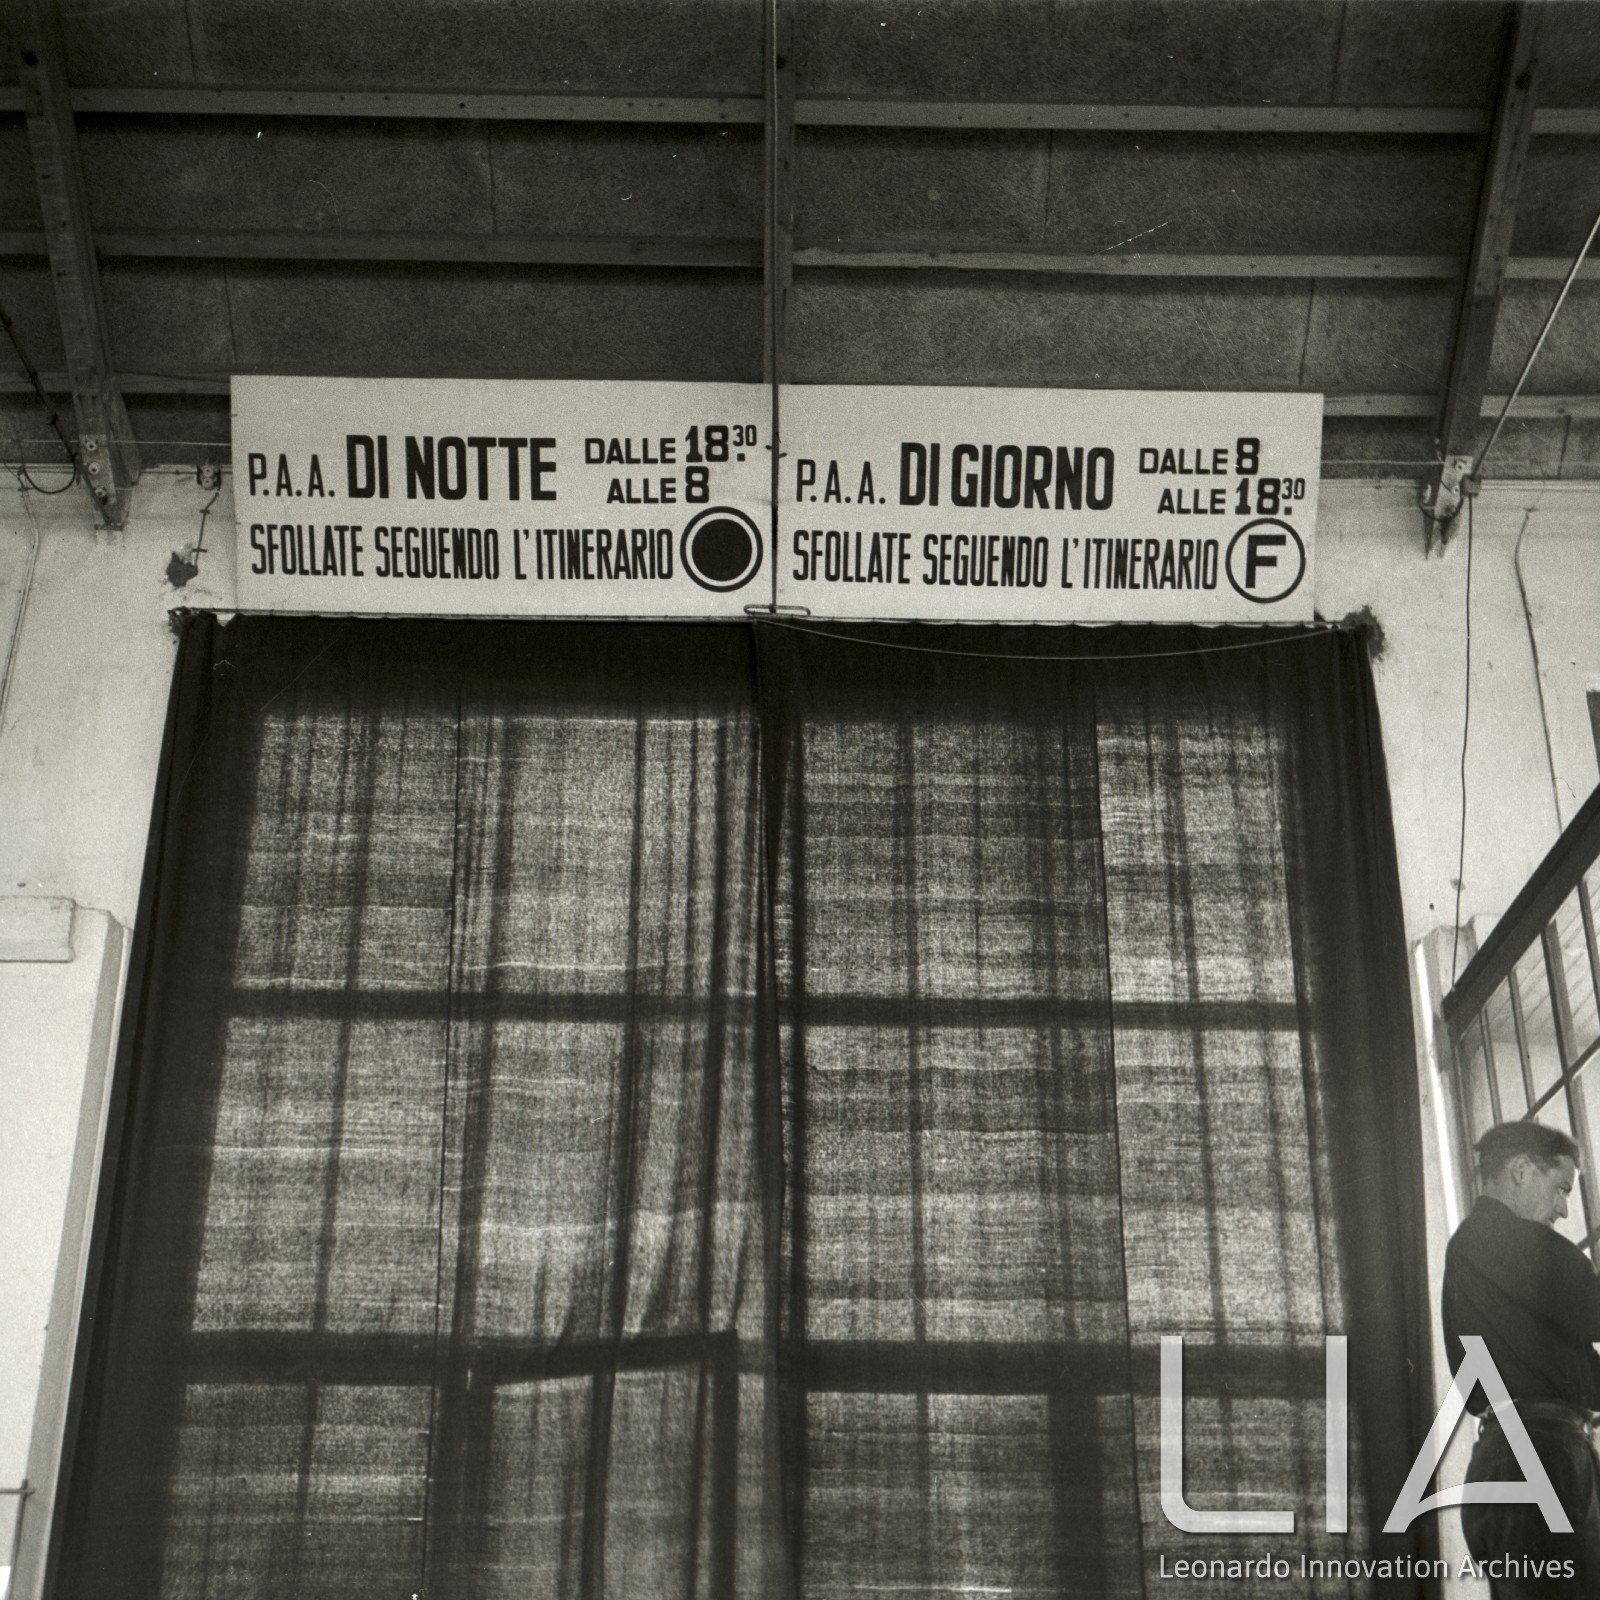 P.A.A. DI NOTTE DALLE 18.30
ALLE 8
SFOLLATE SEGUENDO L'ITINERARIO
P.A.A. DI GIORNO DALLE 8
ALLE 18.30
SFOLLATE SEGUENDO L'ITINERARIO F
LIA
Leonardo Innovation Archives